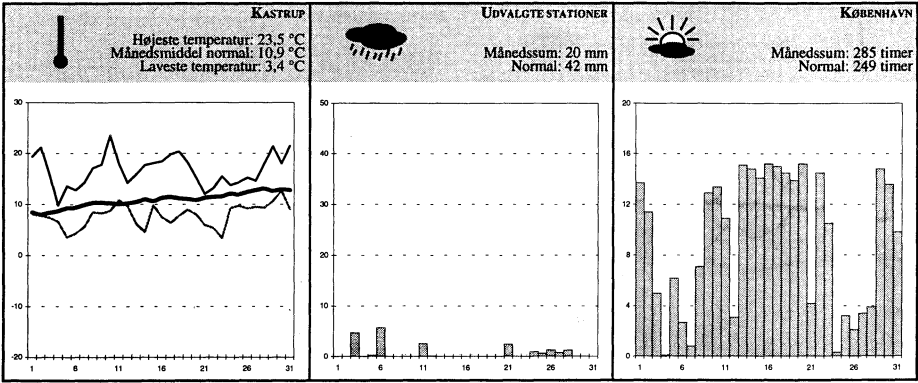 KASTRUP
Højeste temperatur: 23,5 °C
Månedsmiddel normal: 10,9 °C
Laveste temperatur: 3,4 °C
30
20
10
0
-10
-20
1 6 11 16 21 26 31
UDVALGTE STATIONER
Månedssum: 20 mm
Normal: 42 mm
50
40
30
20
10
0
1 6 11 16 21 26 31
KØBENHAVN
Månedssum: 285 timer
Normal: 249 timer
20
16
12
8
4
0
1 6 11 16 21 26 31